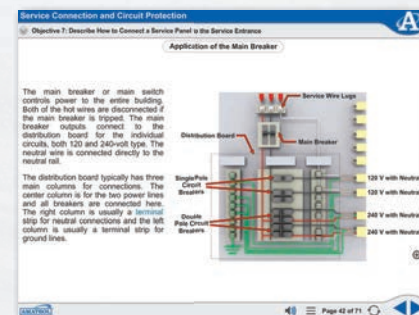 Service Connection and Circuit Protection
Objective 7: Describe How to Connect a Service Panel to the Service Entrance
Application of the Main Breaker
The main breaker or main switch
controls power to the entire building.
Both of the hot wires are disconnected if
the main breaker is tripped. The main
breaker outputs connect to the
distribution board for the individual
circuits, both 120 and 240-volt type. The
neutral wire is connected directly to the
neutral rail.
The distribution board typically has three
main columns for connections. The
center column is for the two power lines
and all breakers are connected here.
The right column is usually a terminal
strip for neutral connections and the left
column is usually a terminal strip for
ground lines.
Service Wire Lugs
Distribution Board
Main Breaker
Single Pole
Circuit
Breakers
Double
Pole Circuit
Breakers
120 V with Neutral
120 V with Neutral
240 V with Neutral
240 V with Neutral
AMATROL
Page 42 of 71